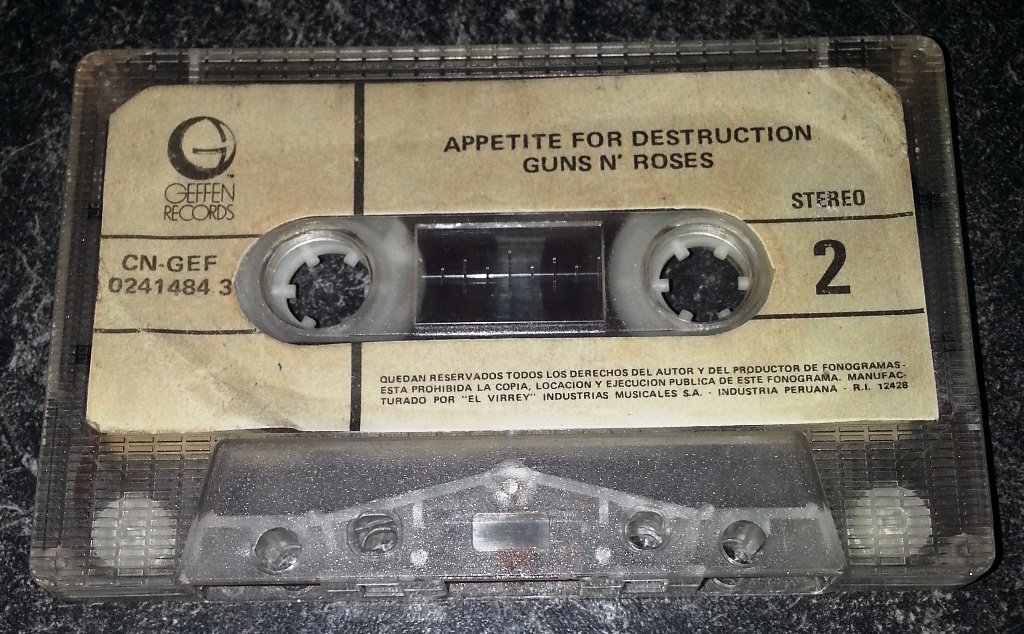 G
™
GEFFEN
RECORDS
APPETITE FOR DESTRUCTION
GUNS N' ROSES
STEREO
CN-GEF
0241484 3
2
QUEDAN RESERVADOS TODOS LOS DERECHOS DEL AUTOR Y DEL PRODUCTOR DE FONOGRAMAS-
ESTA PROHIBIDA LA COPIA, LOCACION Y EJECUCION PUBLICA DE ESTE FONOGRAMA. MANUFAC-
TURADO POR "EL VIRREY" INDUSTRIAS MUSICALES S.A. - INDUSTRIA PERUANA - R.I. 12428